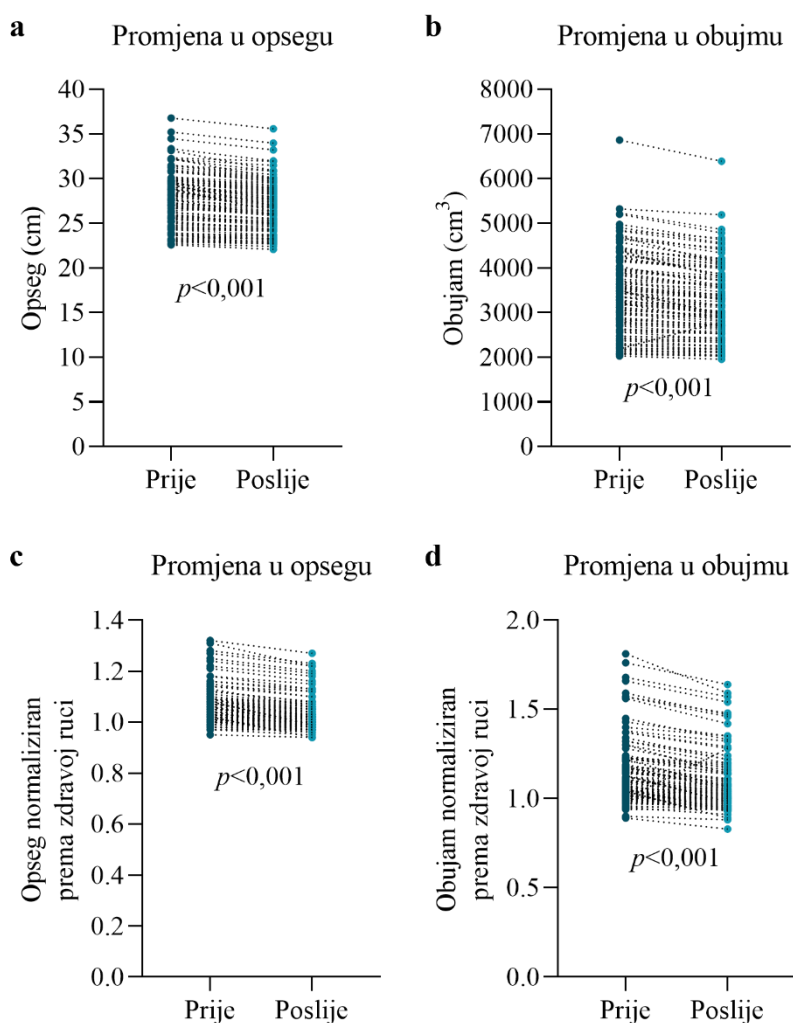 a
Promjena u opsegu
40
35
30
25
20
15
10
5
0
Opseg (cm)
p<0,001
Prije
Poslije
b
Promjena u obujmu
8000
7000
6000
5000
4000
3000
2000
1000
0
Obujam (cm³)
p<0,001
Prije
Poslije
c
Promjena u opsegu
1.4
1.2
1.0
0.8
0.6
0.4
0.2
0.0
Opseg normaliziran
prema zdravoj ruci
p<0,001
Prije
Poslije
d
Promjena u obujmu
2.0
1.5
1.0
0.5
0.0
Obujam normaliziran
prema zdravoj ruci
p<0,001
Prije
Poslije